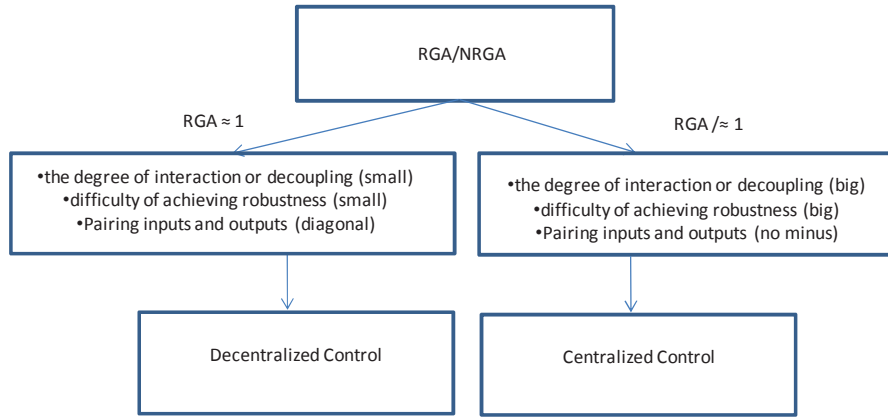 RGA/NRGA
RGA ≈ 1
RGA /≈ 1
•the degree of interaction or decoupling (small)
•difficulty of achieving robustness (small)
•Pairing inputs and outputs (diagonal)
•the degree of interaction or decoupling (big)
•difficulty of achieving robustness (big)
•Pairing inputs and outputs (no minus)
Decentralized Control
Centralized Control